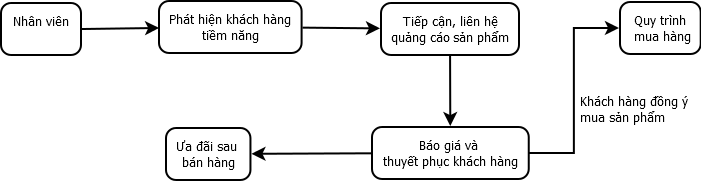 Nhân viên
Phát hiện khách hàng
tiềm năng
Tiếp cận, liên hệ
quảng cáo sản phẩm
Quy trình
mua hàng
Khách hàng đồng ý
mua sản phẩm
Ưa đãi sau
bán hàng
Báo giá và
thuyết phục khách hàng